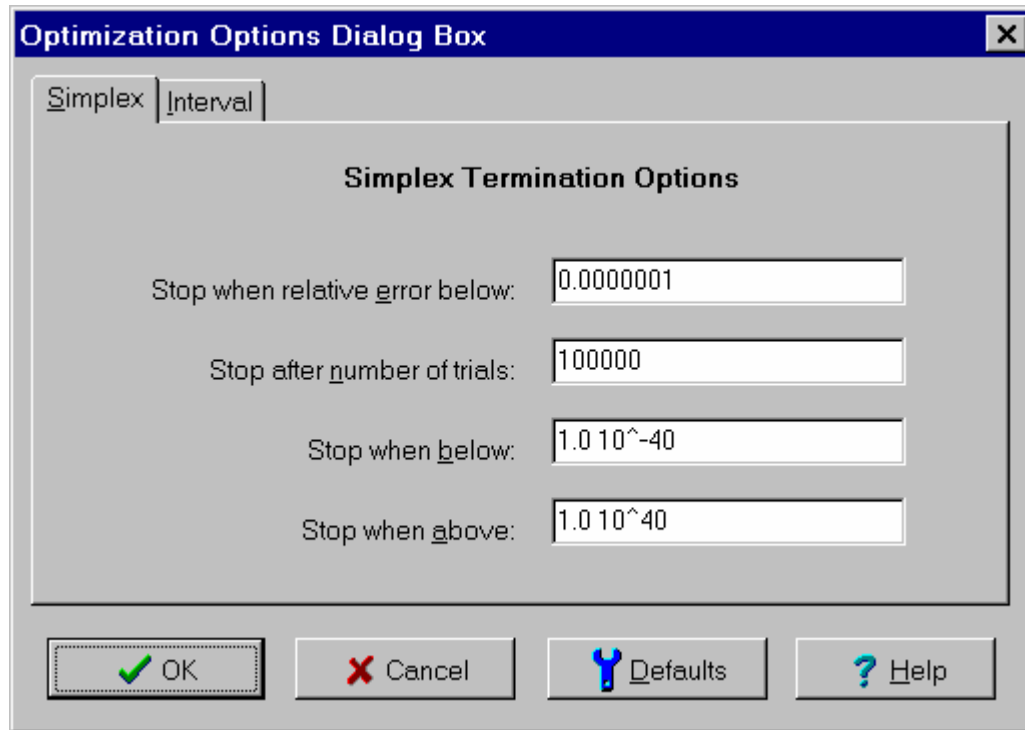 Optimization Options Dialog Box
Simplex Interval
Simplex Termination Options
Stop when relative error below: 0.0000001
Stop after number of trials: 100000
Stop when below: 1.0 10^-40
Stop when above: 1.0 10^40
OK Cancel Defaults ? Help